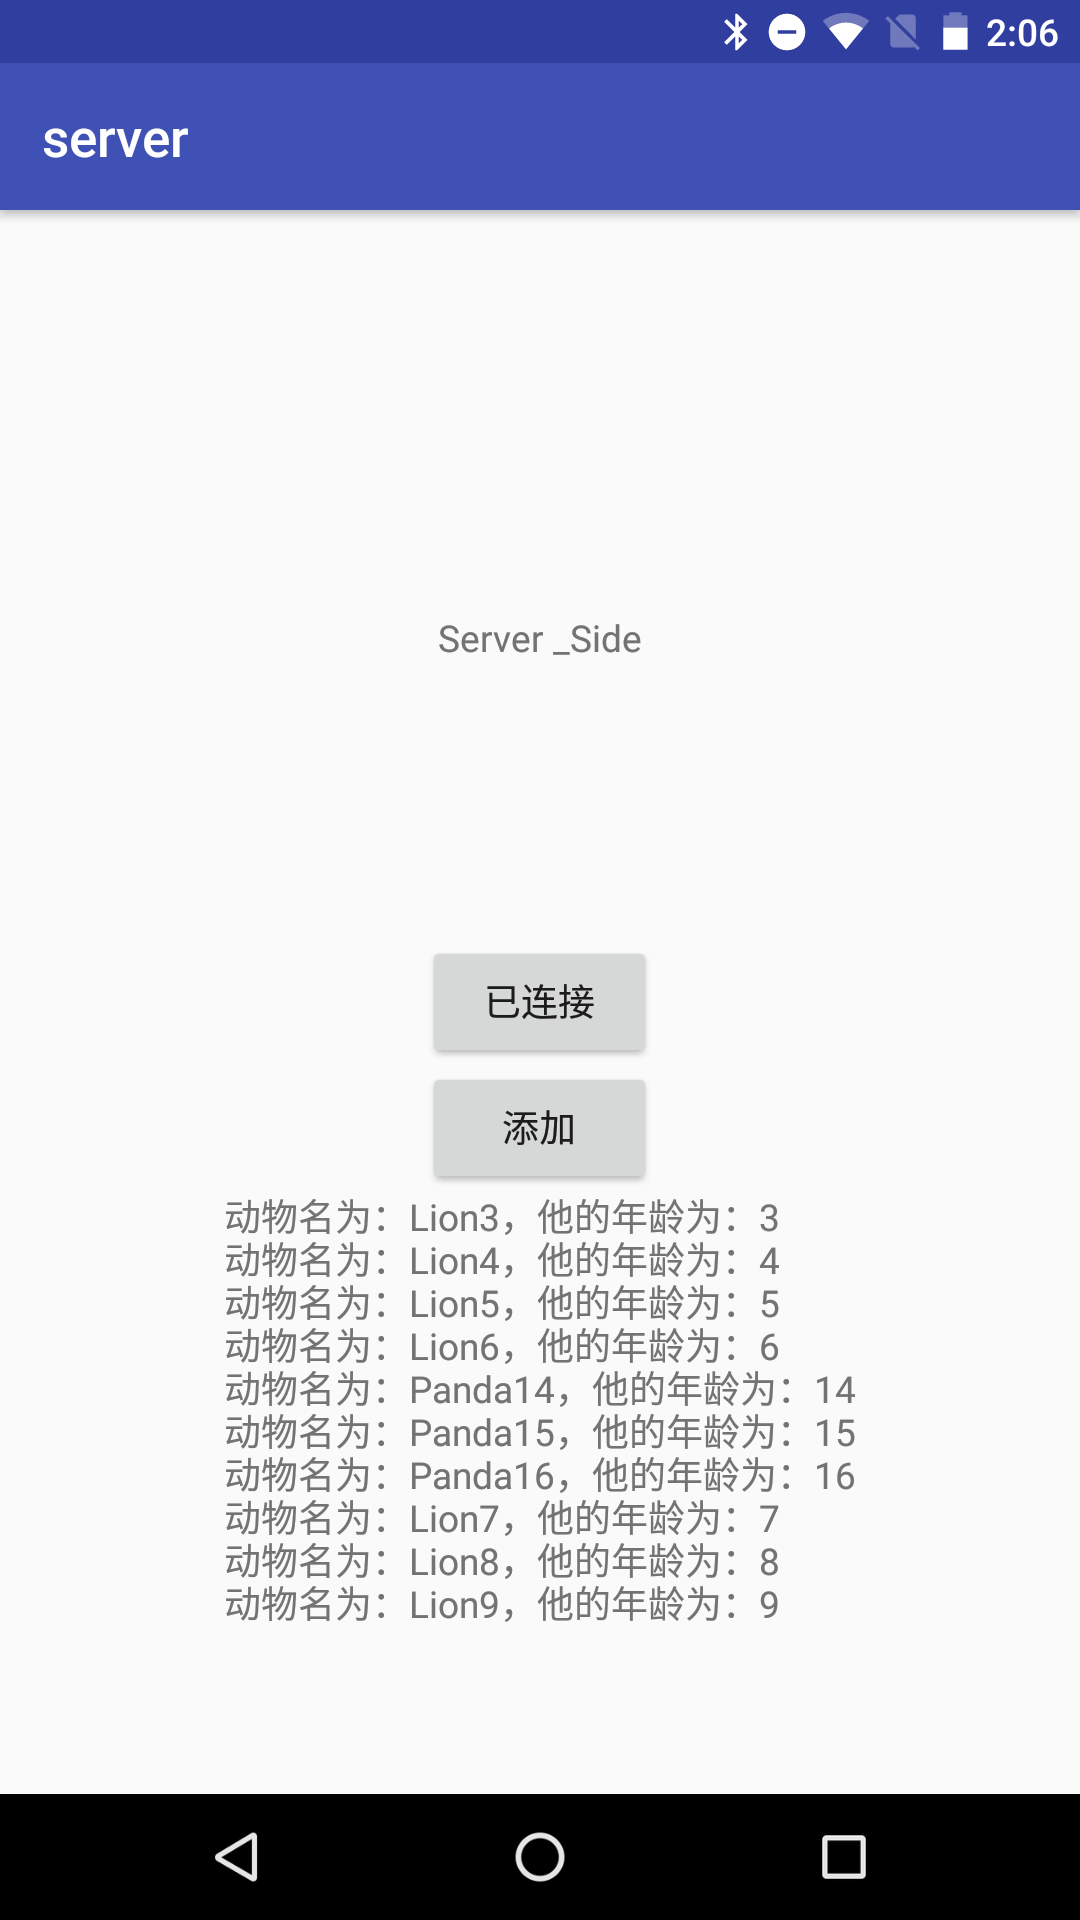 2:06
server
Server _Side
已连接
添加
动物名为：Lion3，他的年龄为：3
动物名为：Lion4，他的年龄为：4
动物名为：Lion5，他的年龄为：5
动物名为：Lion6，他的年龄为：6
动物名为：Panda14，他的年龄为：14
动物名为：Panda15，他的年龄为：15
动物名为：Panda16，他的年龄为：16
动物名为：Lion7，他的年龄为：7
动物名为：Lion8，他的年龄为：8
动物名为：Lion9，他的年龄为：9